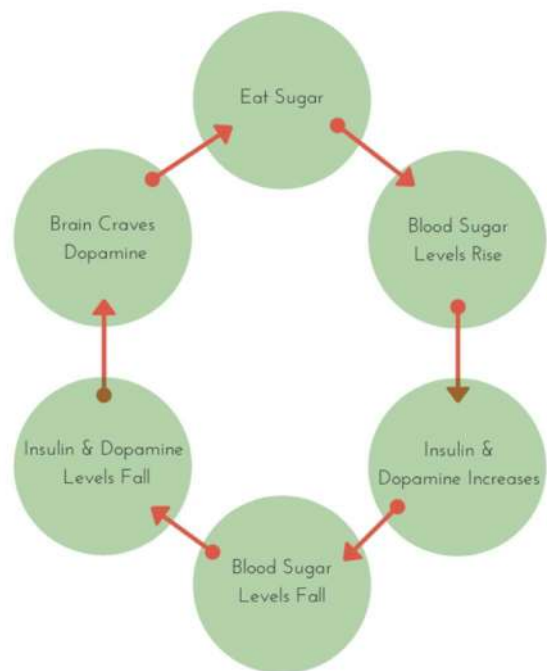 Eat Sugar
Blood Sugar
Levels Rise
Insulin &
Dopamine Increases
Blood Sugar
Levels Fall
Insulin & Dopamine
Levels Fall
Brain Craves
Dopamine